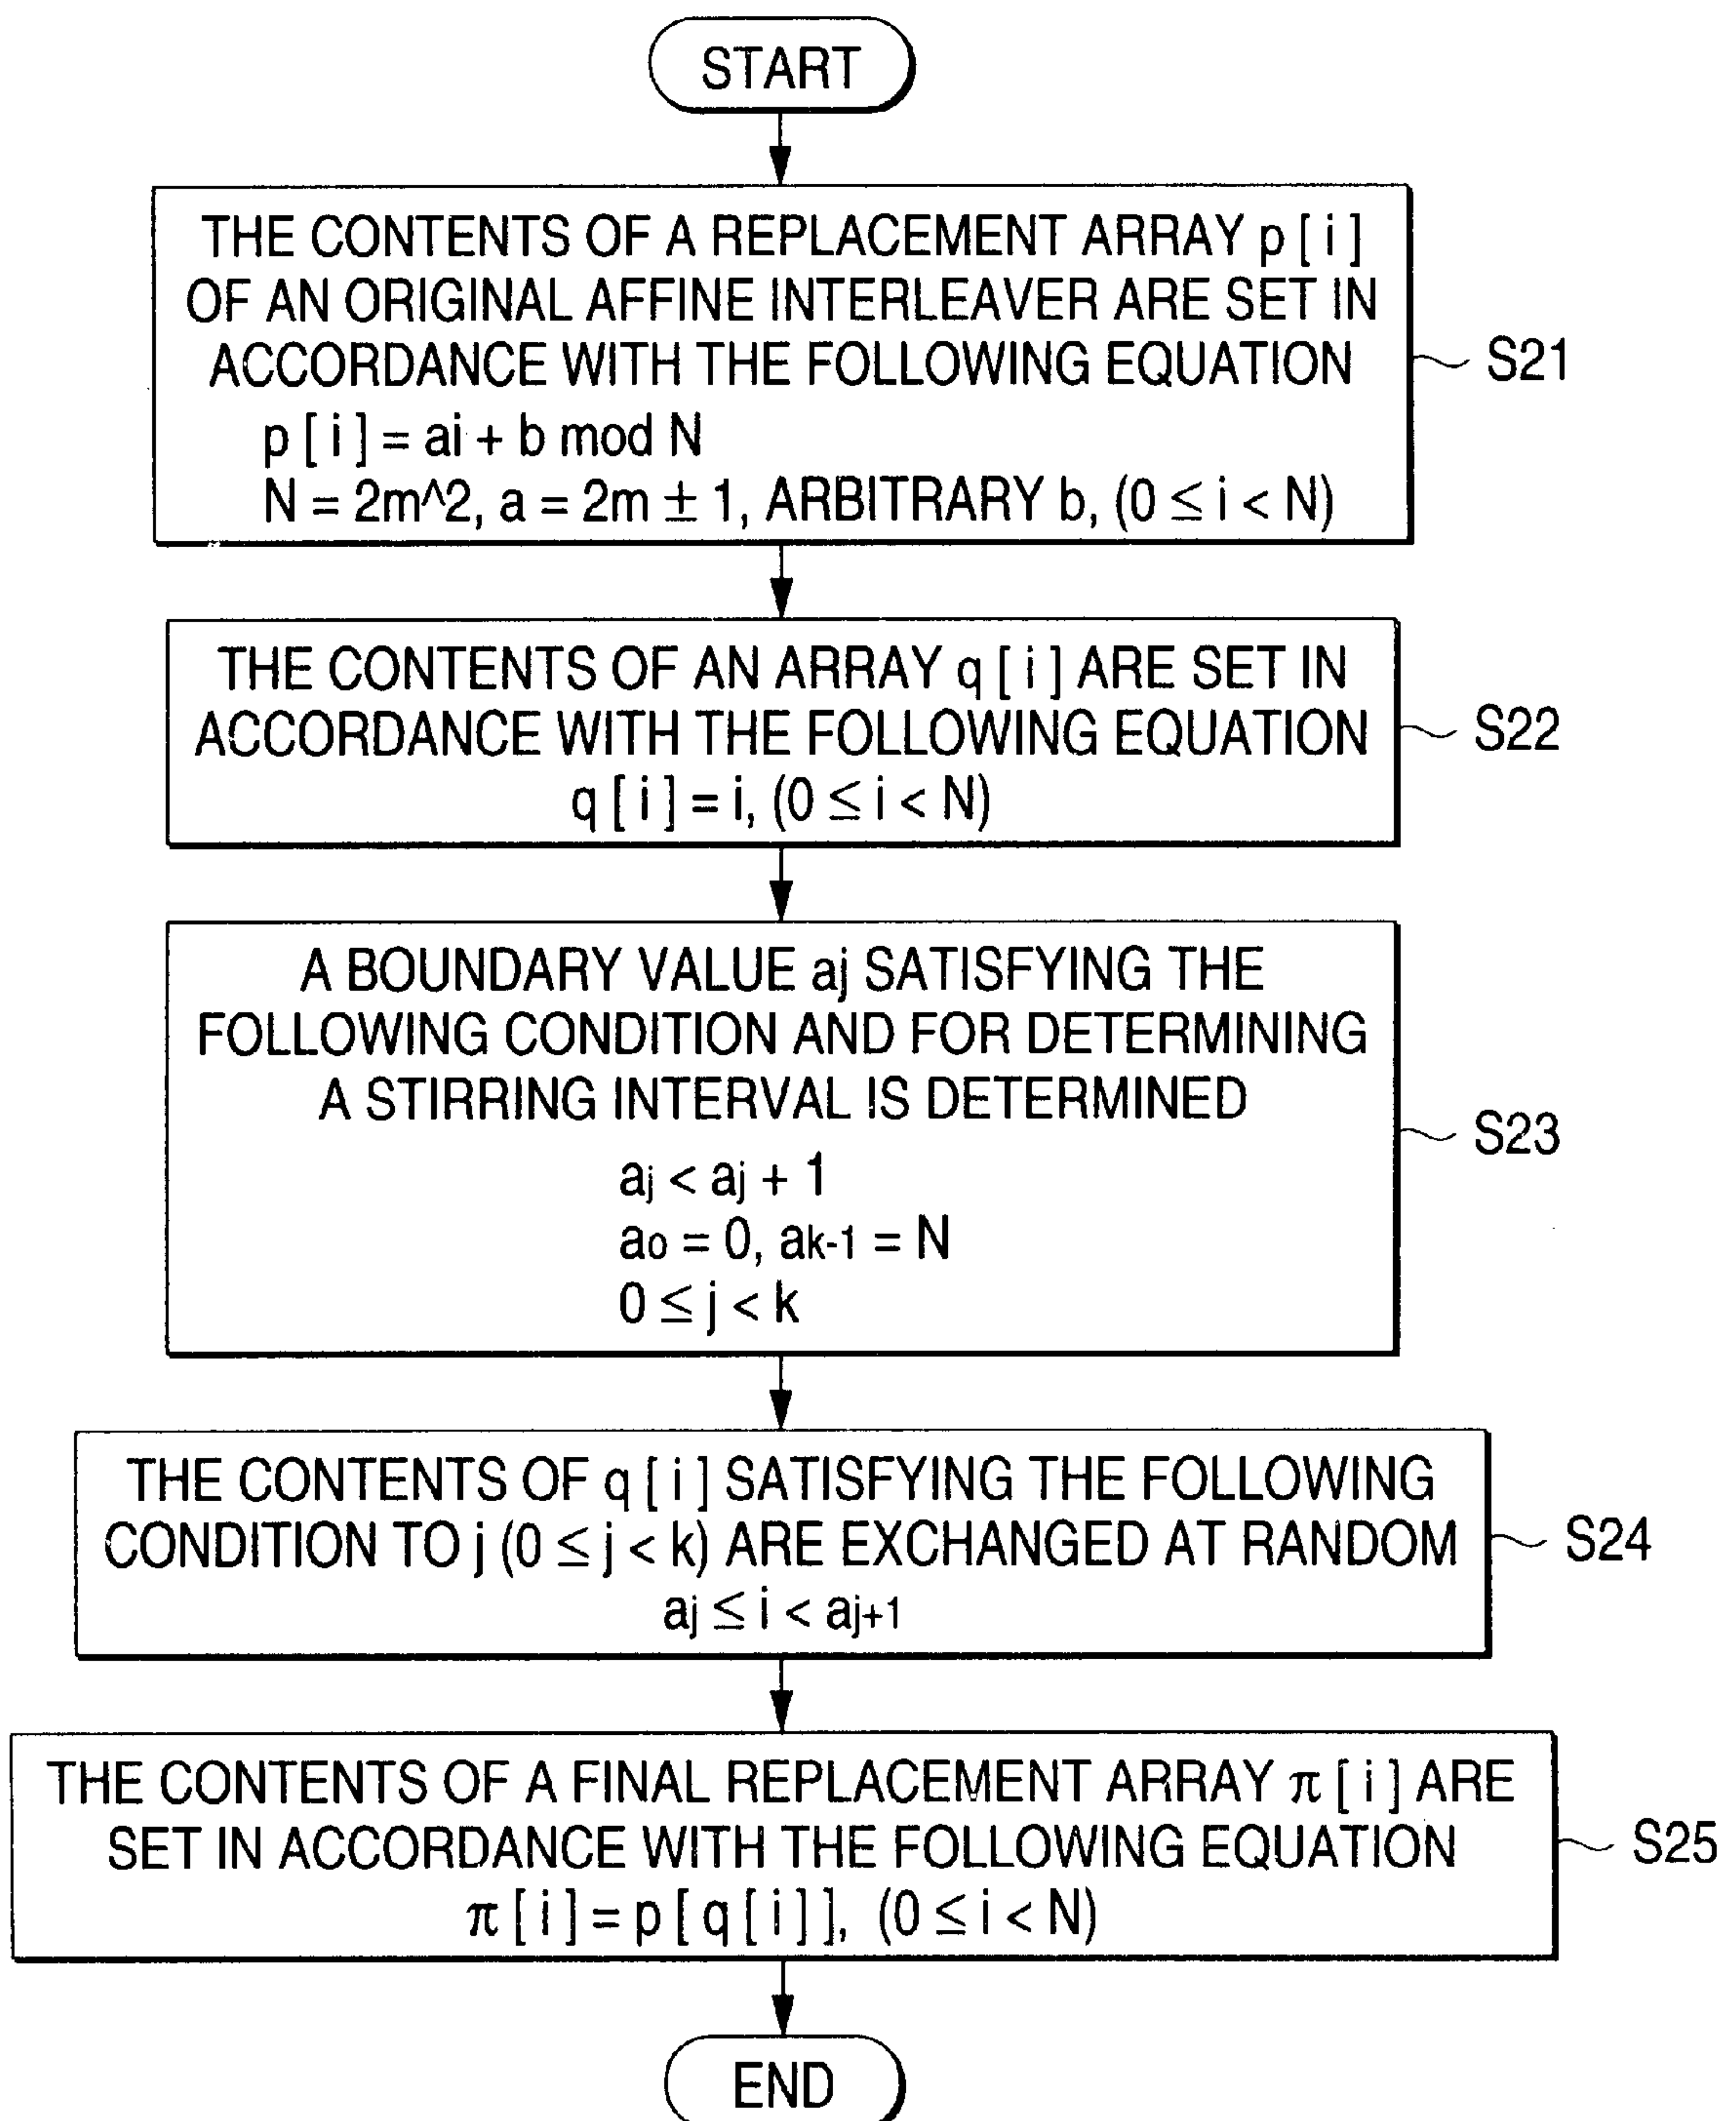 START
THE CONTENTS OF A REPLACEMENT ARRAY p [ i ]
OF AN ORIGINAL AFFINE INTERLEAVER ARE SET IN
ACCORDANCE WITH THE FOLLOWING EQUATION
p [ i ] = ai + b mod N
N = 2m^2, a = 2m ± 1, ARBITRARY b, (0 ≤ i < N)
S21
THE CONTENTS OF AN ARRAY q [ i ] ARE SET IN
ACCORDANCE WITH THE FOLLOWING EQUATION
q [ i ] = i, (0 ≤ i < N)
S22
A BOUNDARY VALUE aj SATISFYING THE
FOLLOWING CONDITION AND FOR DETERMINING
A STIRRING INTERVAL IS DETERMINED
aj < aj + 1
a0 = 0, ak-1 = N
0 ≤ j < k
S23
THE CONTENTS OF q [ i ] SATISFYING THE FOLLOWING
CONDITION TO j (0 ≤ j < k) ARE EXCHANGED AT RANDOM
aj ≤ i < aj+1
S24
THE CONTENTS OF A FINAL REPLACEMENT ARRAY π [ i ] ARE
SET IN ACCORDANCE WITH THE FOLLOWING EQUATION
π [ i ] = p [ q [ i ] ], (0 ≤ i < N)
S25
END